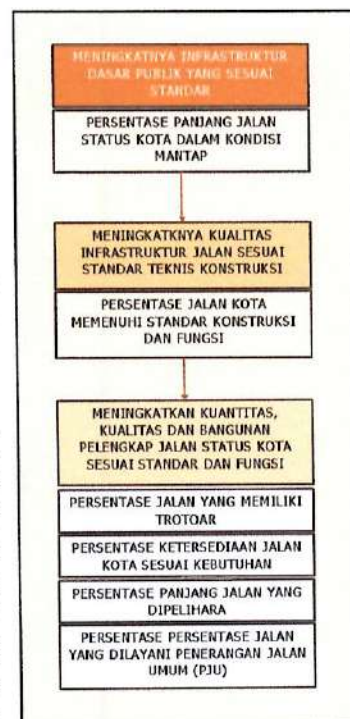 MENINGKATNYA INFRASTRUKTUR
DASAR PUBLIK YANG SESUAI
STANDAR
PERSENTASE PANJANG JALAN
STATUS KOTA DALAM KONDISI
MANTAP
MENINGKATKNYA KUALITAS
INFRASTRUKTUR JALAN SESUAI
STANDAR TEKNIS KONSTRUKSI
PERSENTASE JALAN KOTA
MEMENUHI STANDAR KONSTRUKSI
DAN FUNGSI
MENINGKATKAN KUANTITAS,
KUALITAS DAN BANGUNAN
PELENGKAP JALAN STATUS KOTA
SESUAI STANDAR DAN FUNGSI
PERSENTASE JALAN YANG MEMILIKI
TROTOAR
PERSENTASE KETERSEDIAAN JALAN
KOTA SESUAI KEBUTUHAN
PERSENTASE PANJANG JALAN YANG
DIPELIHARA
PERSENTASE PERSENTASE JALAN
YANG DILAYANI PENERANGAN JALAN
UMUM (PJU)